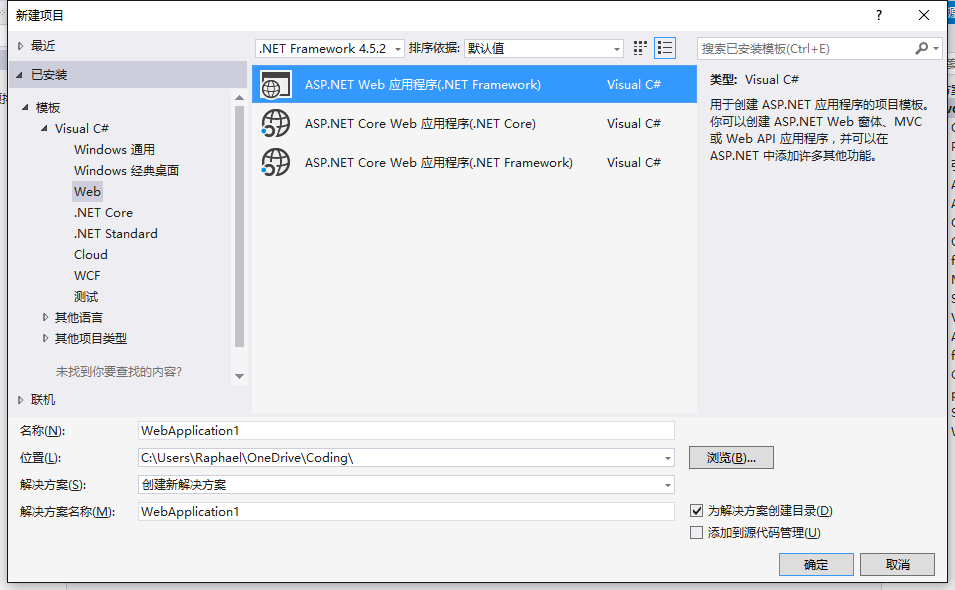 新建项目
?
最近
已安装
模板
Visual C#
Windows 通用
Windows 经典桌面
Web
.NET Core
.NET Standard
Cloud
WCF
测试
其他语言
其他项目类型
未找到你要查找的内容?
联机
.NET Framework 4.5.2
排序依据: 默认值
ASP.NET Web 应用程序(.NET Framework) Visual C#
ASP.NET Core Web 应用程序(.NET Core) Visual C#
ASP.NET Core Web 应用程序(.NET Framework) Visual C#
搜索已安装模板(Ctrl+E)
类型: Visual C#
用于创建 ASP.NET 应用程序的项目模板。
你可以创建 ASP.NET Web 窗体、MVC
或 Web API 应用程序，并可以在
ASP.NET 中添加许多其他功能。
名称(N): WebApplication1
位置(L): C:\Users\Raphael\OneDrive\Coding\
浏览(B)...
解决方案(S): 创建新解决方案
解决方案名称(M): WebApplication1
为解决方案创建目录(D)
添加到源代码管理(U)
确定
取消